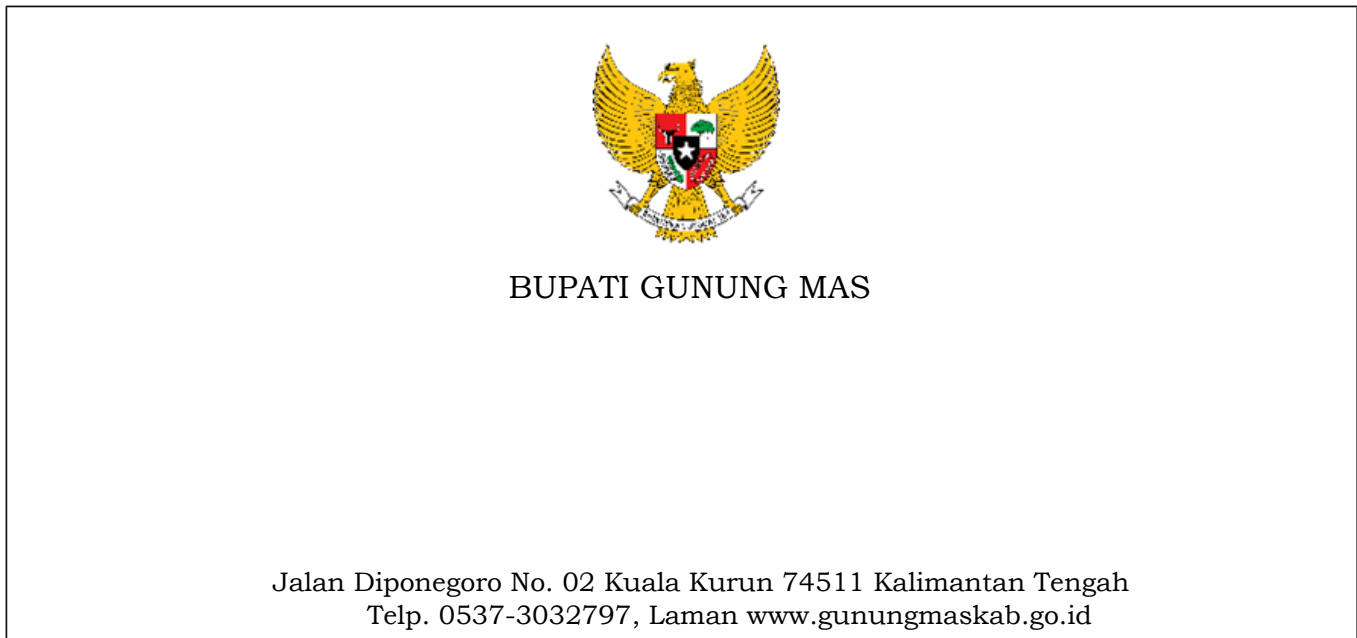 BUPATI GUNUNG MAS
Jalan Diponegoro No. 02 Kuala Kurun 74511 Kalimantan Tengah
Telp. 0537-3032797, Laman www.gunungmaskab.go.id